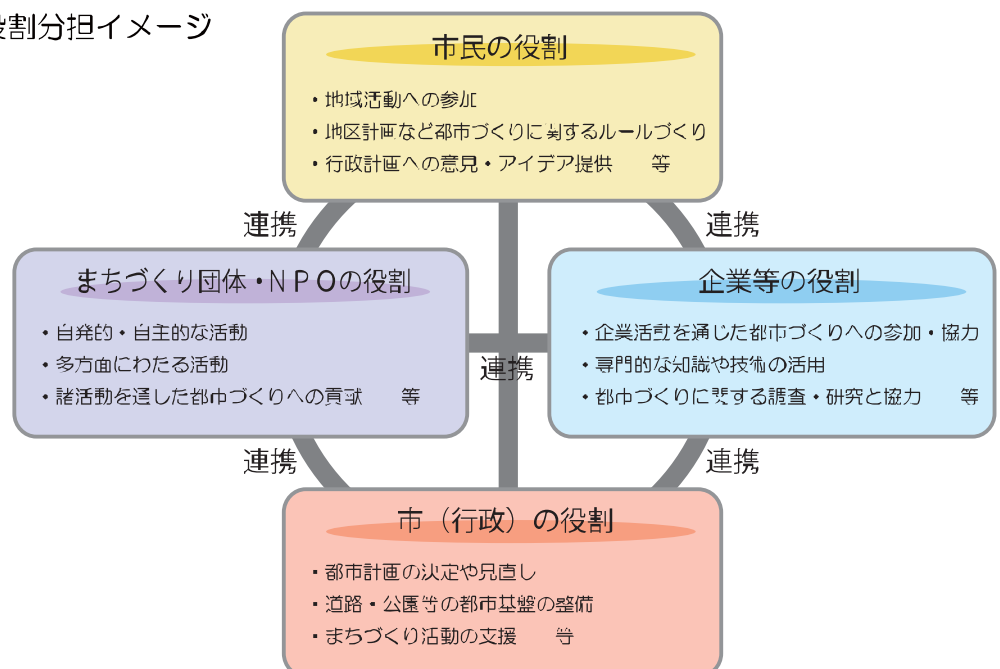 役割分担イメージ
市民の役割
・地域活動への参加
・地区計画など都市づくりに関するルールづくり
・行政計画への意見・アイデア提供　等
連携
連携
まちづくり団体・NPOの役割
・自発的・自主的な活動
・多方面にわたる活動
・諸活動を通した都市づくりへの貢献　等
連携
企業等の役割
・企業活動を通じた都市づくりへの参加・協力
・専門的な知識や技術の活用
・都市づくりに関する調査・研究と協力　等
連携
連携
市（行政）の役割
・都市計画の決定や見直し
・道路・公園等の都市基盤の整備
・まちづくり活動の支援　等